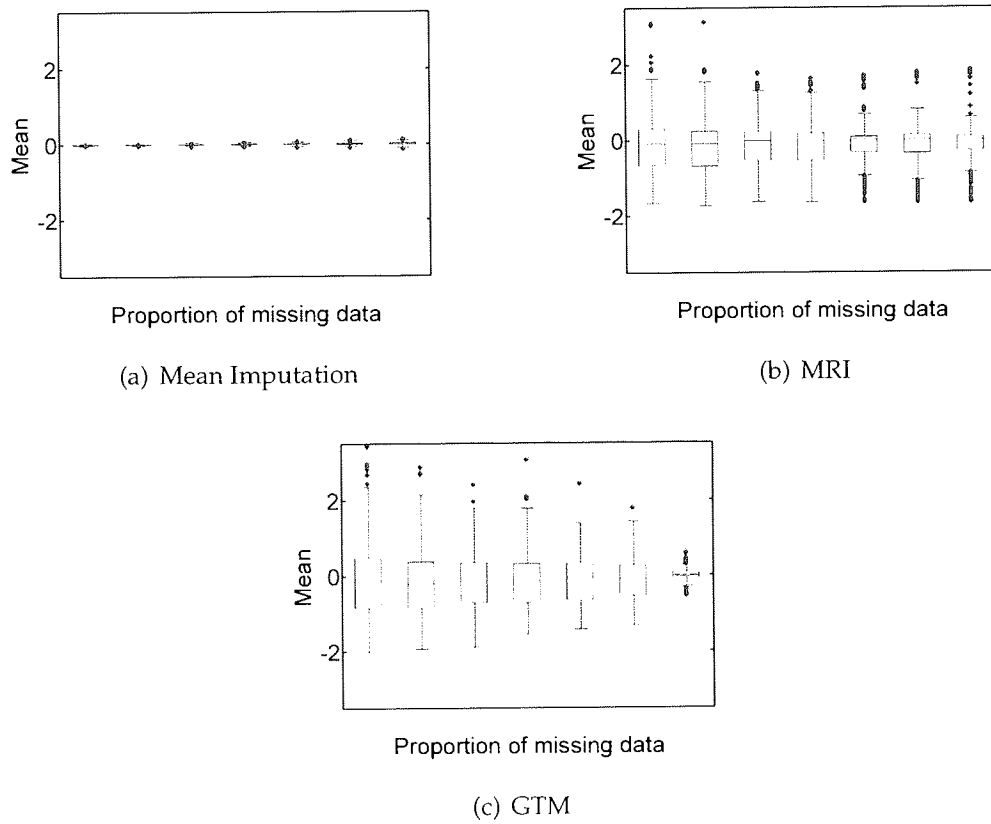 2
0
-2
Mean
Proportion of missing data
(a) Mean Imputation
2
0
-2
Mean
Proportion of missing data
(b) MRI
2
0
-2
Mean
Proportion of missing data
(c) GTM